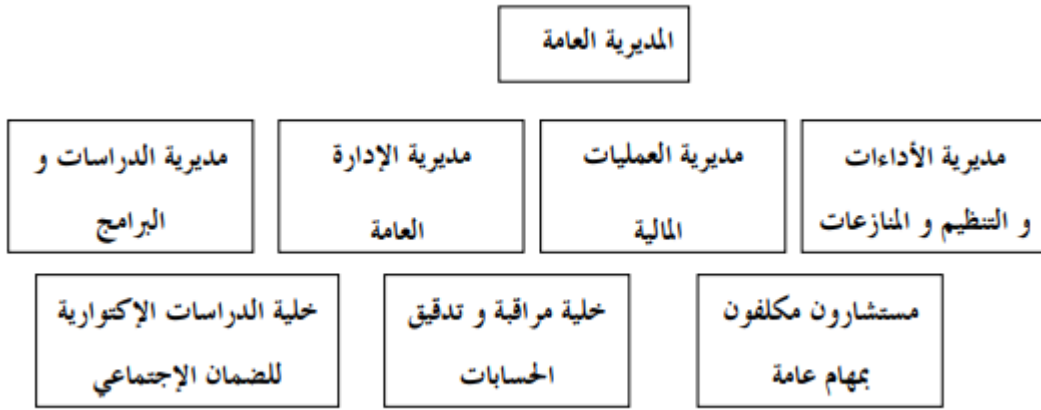 المديرية العامة
مديرية الأداءات
و التنظيم و المنازعات
مديرية العمليات
المالية
مديرية الإدارة
العامة
مديرية الدراسات و
البرامج
مستشارون مكلفون
بمهام عامة
خلية مراقبة و تدقيق
الحسابات
خلية الدراسات الإكتوارية
للضمان الإجتماعي